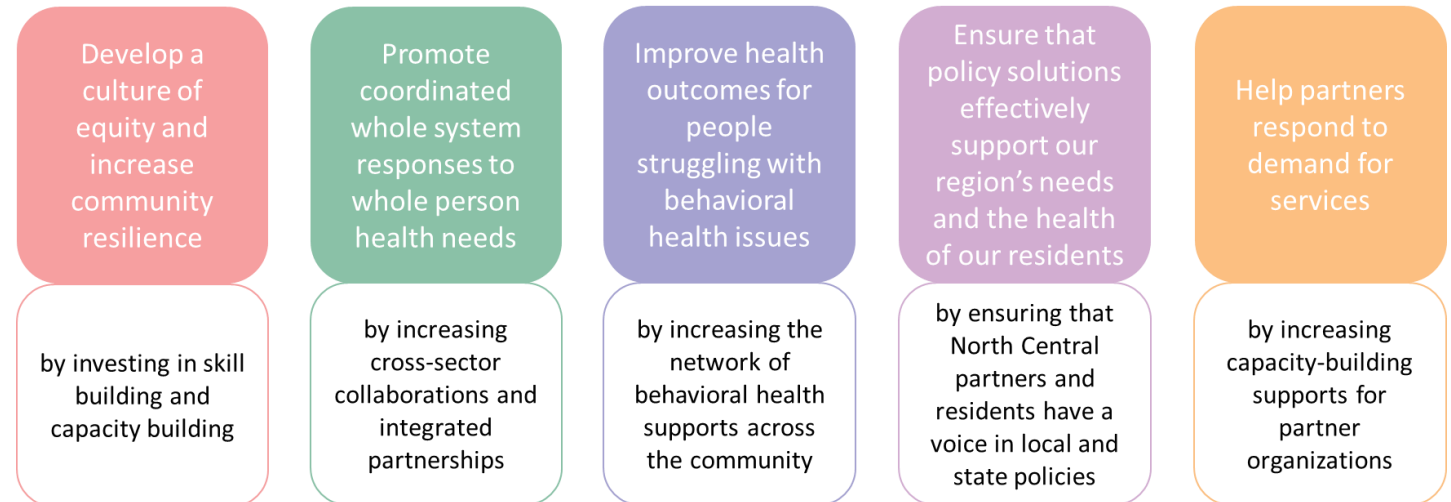 Develop a
culture of
equity and
increase
community
resilience
by investing in skill
building and
capacity building
Promote
coordinated
whole system
responses to
whole person
health needs
by increasing
cross-sector
collaborations and
integrated
partnerships
Improve health
outcomes for
people
struggling with
behavioral
health issues
by increasing the
network of
behavioral health
supports across
the community
Ensure that
policy solutions
effectively
support our
region’s needs
and the health
of our residents
by ensuring that
North Central
partners and
residents have a
voice in local and
state policies
Help partners
respond to
demand for
services
by increasing
capacity-building
supports for
partner
organizations